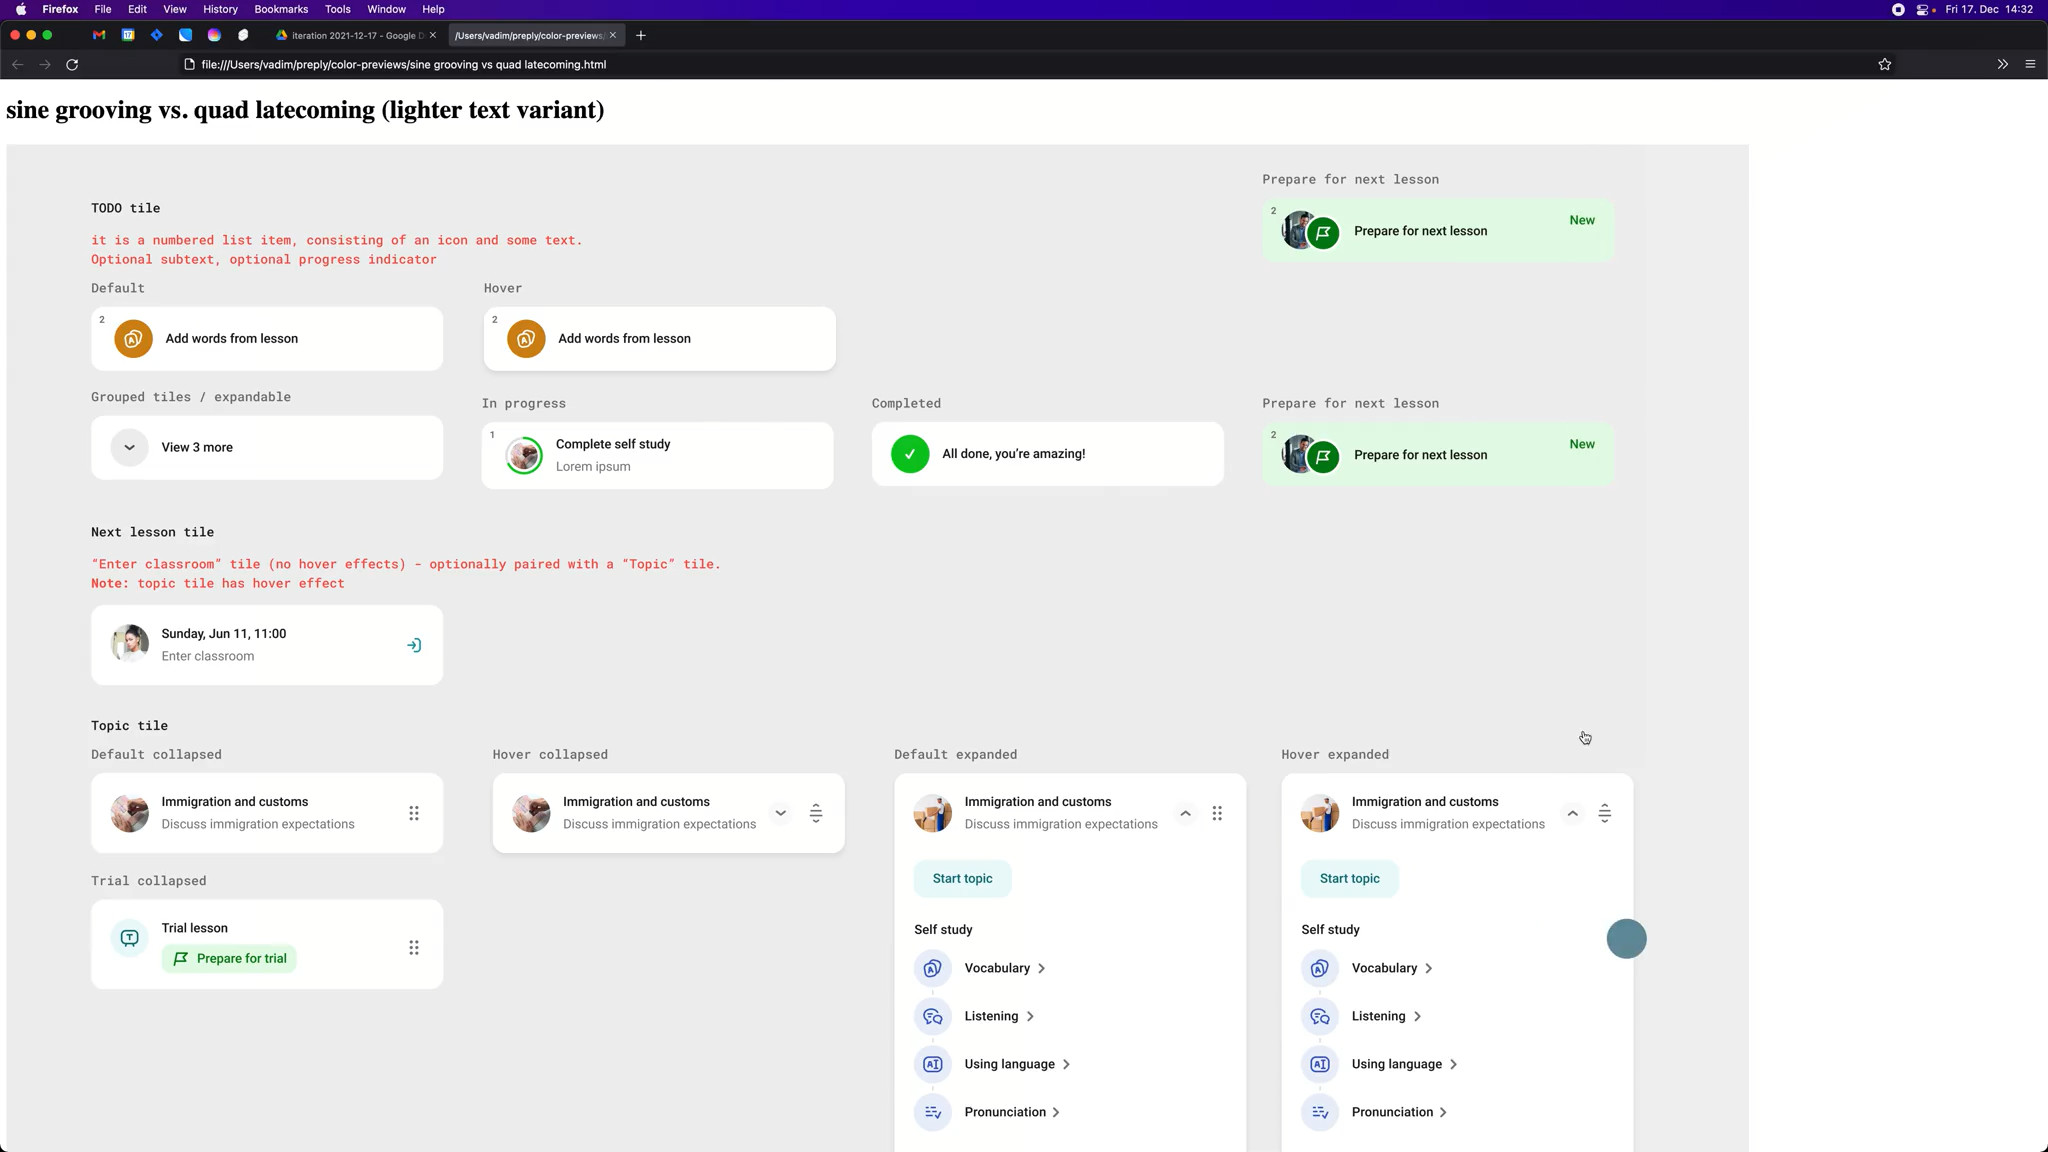 Firefox File Edit View History Bookmarks Tools Window Help Fri 17. Dec 14:32
iteration 2021-12-17 - Google D
/Users/vadim/preply/color-previews/
file:///Users/vadim/preply/color-previews/sine grooving vs quad latecoming.html
sine grooving vs. quad latecoming (lighter text variant)
Prepare for next lesson
2
Prepare for next lesson
New
TODO tile
it is a numbered list item, consisting of an icon and some text.
Optional subtext, optional progress indicator
Default
2
Add words from lesson
Hover
2
Add words from lesson
Grouped tiles / expandable
View 3 more
In progress
1
Complete self study
Lorem ipsum
Completed
All done, you’re amazing!
Prepare for next lesson
2
Prepare for next lesson
New
Next lesson tile
“Enter classroom” tile (no hover effects) - optionally paired with a “Topic” tile.
Note: topic tile has hover effect
Sunday, Jun 11, 11:00
Enter classroom
Topic tile
Default collapsed
Immigration and customs
Discuss immigration expectations
Hover collapsed
Immigration and customs
Discuss immigration expectations
Trial collapsed
Trial lesson
Prepare for trial
Default expanded
Immigration and customs
Discuss immigration expectations
Start topic
Self study
Vocabulary
Listening
Using language
Pronunciation
Hover expanded
Immigration and customs
Discuss immigration expectations
Start topic
Self study
Vocabulary
Listening
Using language
Pronunciation